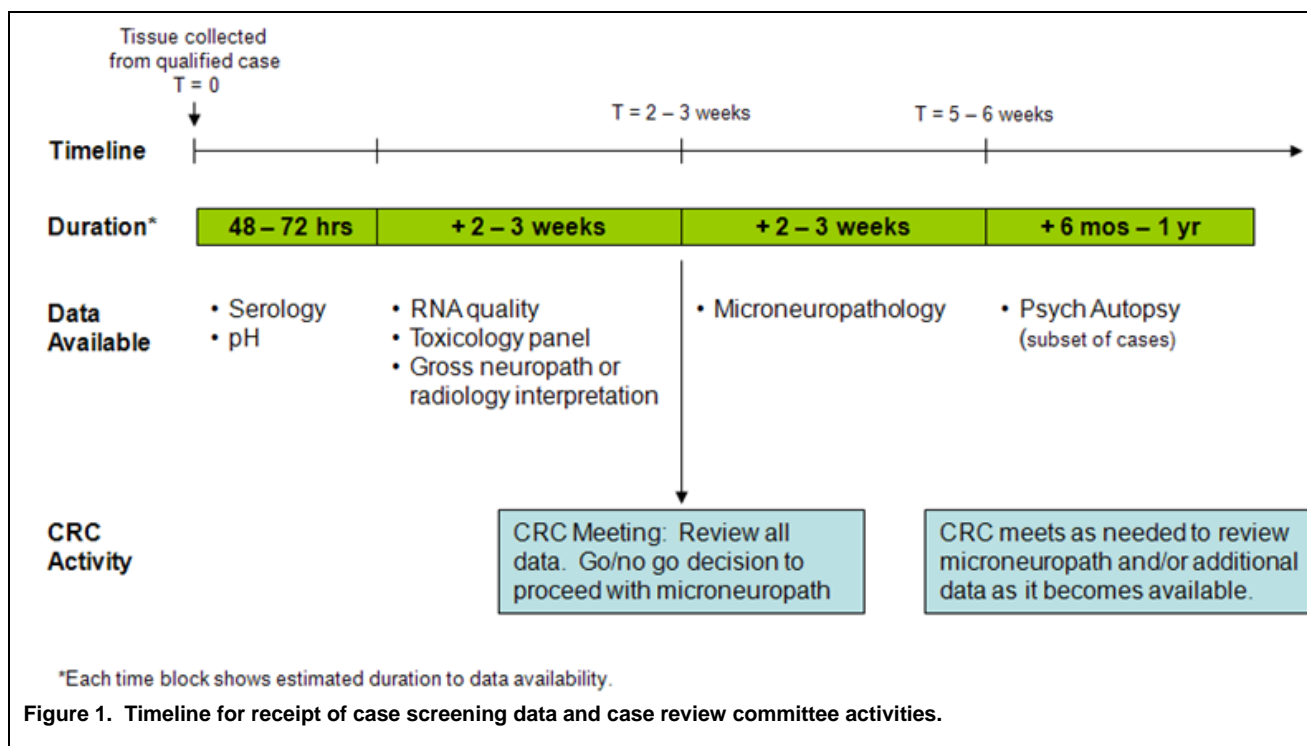 Tissue collected
from qualified case
T = 0
T = 2 – 3 weeks
T = 5 – 6 weeks
Timeline
Duration*
48 – 72 hrs
+ 2 – 3 weeks
+ 2 – 3 weeks
+ 6 mos – 1 yr
Data
Available
• Serology
• pH
• RNA quality
• Toxicology panel
• Gross neuropath or
radiology interpretation
• Microneuropathology
• Psych Autopsy
(subset of cases)
CRC
Activity
CRC Meeting: Review all
data. Go/no go decision to
proceed with microneuropath
CRC meets as needed to review
microneuropath and/or additional
data as it becomes available.
*Each time block shows estimated duration to data availability.
Figure 1. Timeline for receipt of case screening data and case review committee activities.